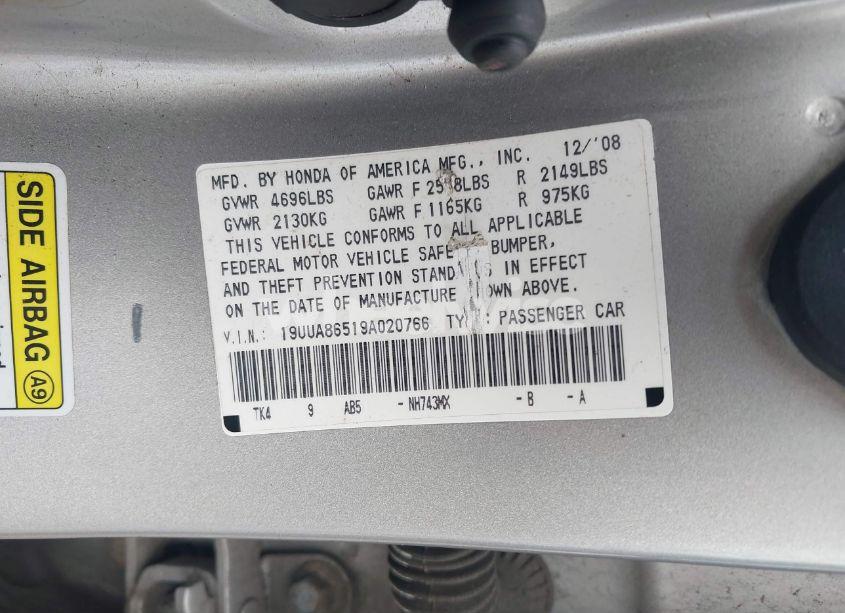 SIDE AIRBAG A9
MFD. BY HONDA OF AMERICA MFG., INC. 12/'08
GVWR 4696LBS GAWR F 2568LBS R 2149LBS
GVWR 2130KG GAWR F 1165KG R 975KG
THIS VEHICLE CONFORMS TO ALL APPLICABLE
FEDERAL MOTOR VEHICLE SAFE BUMPER,
AND THEFT PREVENTION STAND S IN EFFECT
ON THE DATE OF MANUFACTURE OWN ABOVE.
V.I.N.: 19UUA86519A020766 TY : PASSENGER CAR
TK4 9 AB5 -NH743MX -B -A